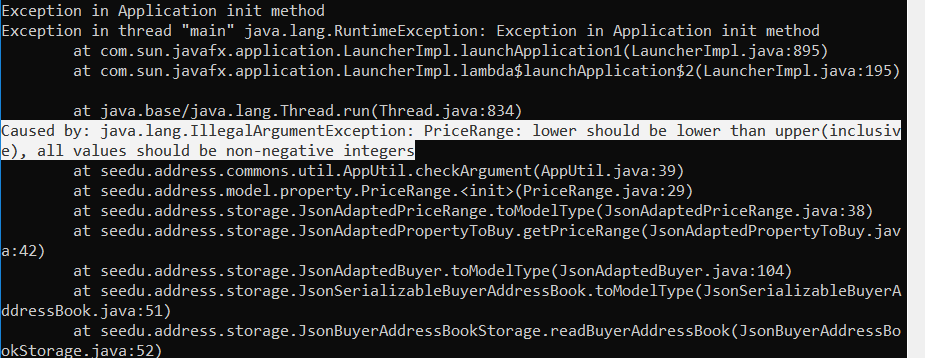 Exception in Application init method
Exception in thread "main" java.lang.RuntimeException: Exception in Application init method
        at com.sun.javafx.application.LauncherImpl.launchApplication1(LauncherImpl.java:895)
        at com.sun.javafx.application.LauncherImpl.lambda$launchApplication$2(LauncherImpl.java:195)
        at java.base/java.lang.Thread.run(Thread.java:834)
Caused by: java.lang.IllegalArgumentException: PriceRange: lower should be lower than upper(inclusiv
e), all values should be non-negative integers
        at seedu.address.commons.util.AppUtil.checkArgument(AppUtil.java:39)
        at seedu.address.model.property.PriceRange.<init>(PriceRange.java:29)
        at seedu.address.storage.JsonAdaptedPriceRange.toModelType(JsonAdaptedPriceRange.java:38)
        at seedu.address.storage.JsonAdaptedPropertyToBuy.getPriceRange(JsonAdaptedPropertyToBuy.jav
a:42)
        at seedu.address.storage.JsonAdaptedBuyer.toModelType(JsonAdaptedBuyer.java:104)
        at seedu.address.storage.JsonSerializableBuyerAddressBook.toModelType(JsonSerializableBuyerA
ddressBook.java:51)
        at seedu.address.storage.JsonBuyerAddressBookStorage.readBuyerAddressBook(JsonBuyerAddressBo
okStorage.java:52)